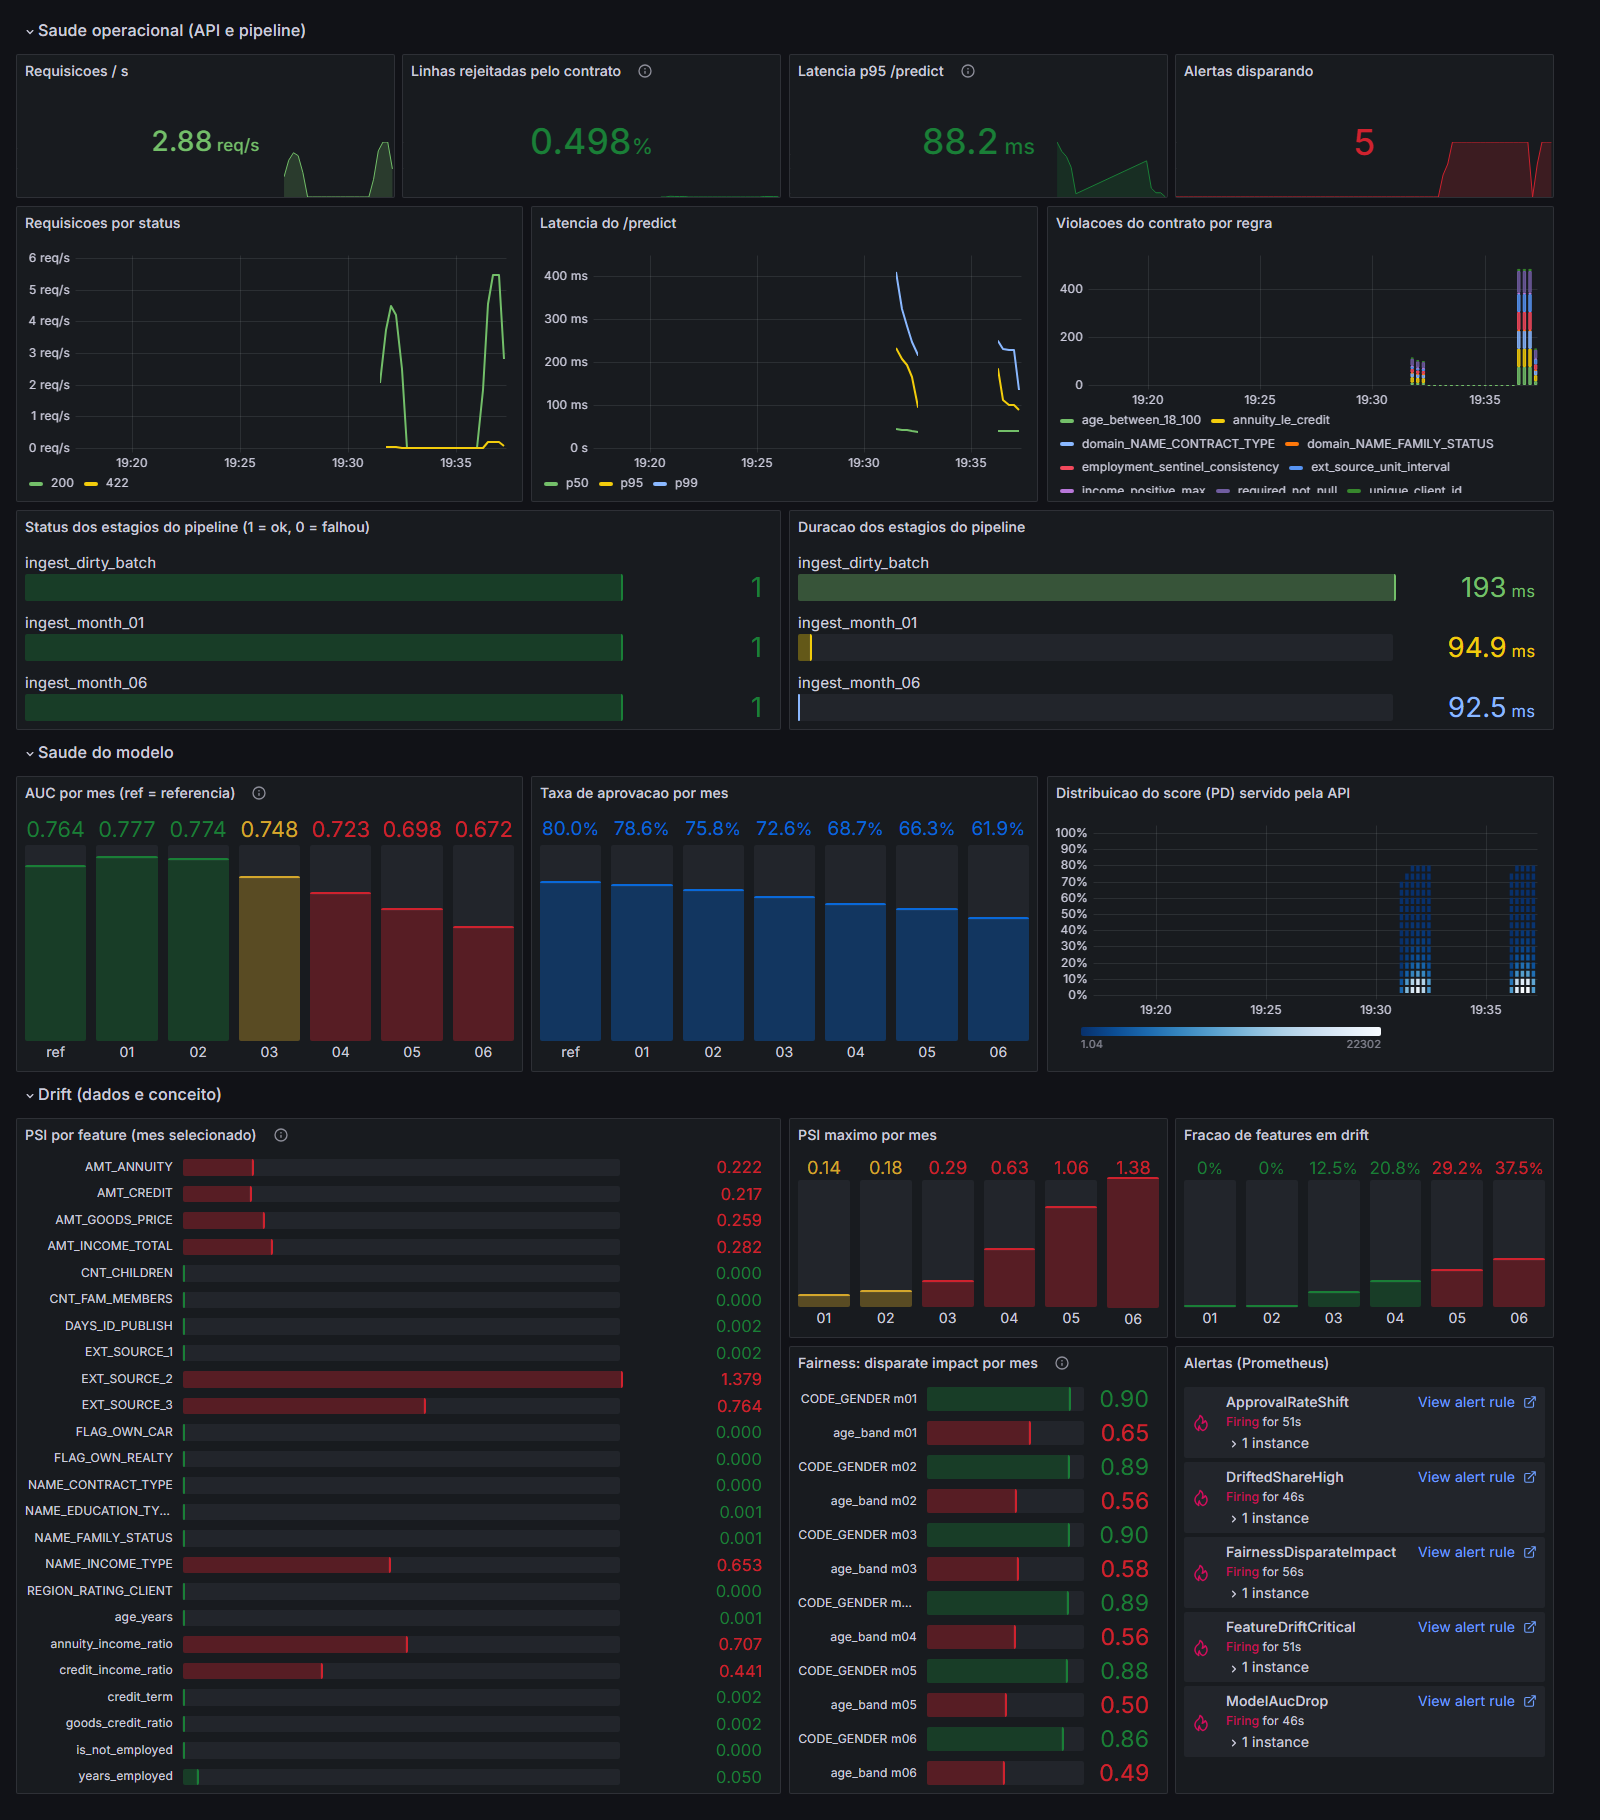 Saude operacional (API e pipeline)
Requisicoes / s
2.88 req/s
Linhas rejeitadas pelo contrato
0.498%
Latencia p95 /predict
88.2 ms
Alertas disparando
5
Requisicoes por status
6 req/s
5 req/s
4 req/s
3 req/s
2 req/s
1 req/s
0 req/s
19:20 19:25 19:30 19:35
200 422
Latencia do /predict
400 ms
300 ms
200 ms
100 ms
0 s
19:20 19:25 19:30 19:35
p50 p95 p99
Violacoes do contrato por regra
400
200
0
19:20 19:25 19:30 19:35
age_between_18_100 annuity_le_credit
domain_NAME_CONTRACT_TYPE domain_NAME_FAMILY_STATUS
employment_sentinel_consistency ext_source_unit_interval
income_positive_max required_not_null unique_client_id
Status dos estagios do pipeline (1 = ok, 0 = falhou)
ingest_dirty_batch
1
ingest_month_01
1
ingest_month_06
1
Duracao dos estagios do pipeline
ingest_dirty_batch
193 ms
ingest_month_01
94.9 ms
ingest_month_06
92.5 ms
Saude do modelo
AUC por mes (ref = referencia)
0.764 0.777 0.774 0.748 0.723 0.698 0.672
ref 01 02 03 04 05 06
Taxa de aprovacao por mes
80.0% 78.6% 75.8% 72.6% 68.7% 66.3% 61.9%
ref 01 02 03 04 05 06
Distribuicao do score (PD) servido pela API
100%
90%
80%
70%
60%
50%
40%
30%
20%
10%
0%
19:20 19:25 19:30 19:35
1.04 22302
Drift (dados e conceito)
PSI por feature (mes selecionado)
AMT_ANNUITY 0.222
AMT_CREDIT 0.217
AMT_GOODS_PRICE 0.259
AMT_INCOME_TOTAL 0.282
CNT_CHILDREN 0.000
CNT_FAM_MEMBERS 0.000
DAYS_ID_PUBLISH 0.002
EXT_SOURCE_1 0.002
EXT_SOURCE_2 1.379
EXT_SOURCE_3 0.764
FLAG_OWN_CAR 0.000
FLAG_OWN_REALTY 0.000
NAME_CONTRACT_TYPE 0.000
NAME_EDUCATION_TY... 0.001
NAME_FAMILY_STATUS 0.001
NAME_INCOME_TYPE 0.653
REGION_RATING_CLIENT 0.000
age_years 0.001
annuity_income_ratio 0.707
credit_income_ratio 0.441
credit_term 0.002
goods_credit_ratio 0.002
is_not_employed 0.000
years_employed 0.050
PSI maximo por mes
0.14 0.18 0.29 0.63 1.06 1.38
01 02 03 04 05 06
Fracao de features em drift
0% 0% 12.5% 20.8% 29.2% 37.5%
01 02 03 04 05 06
Fairness: disparate impact por mes
CODE_GENDER m01 0.90
age_band m01 0.65
CODE_GENDER m02 0.89
age_band m02 0.56
CODE_GENDER m03 0.90
age_band m03 0.58
CODE_GENDER m... 0.89
age_band m04 0.56
CODE_GENDER m05 0.88
age_band m05 0.50
CODE_GENDER m06 0.86
age_band m06 0.49
Alertas (Prometheus)
ApprovalRateShift View alert rule
Firing for 51s
1 instance
DriftedShareHigh View alert rule
Firing for 46s
1 instance
FairnessDisparateImpact View alert rule
Firing for 56s
1 instance
FeatureDriftCritical View alert rule
Firing for 51s
1 instance
ModelAucDrop View alert rule
Firing for 46s
1 instance